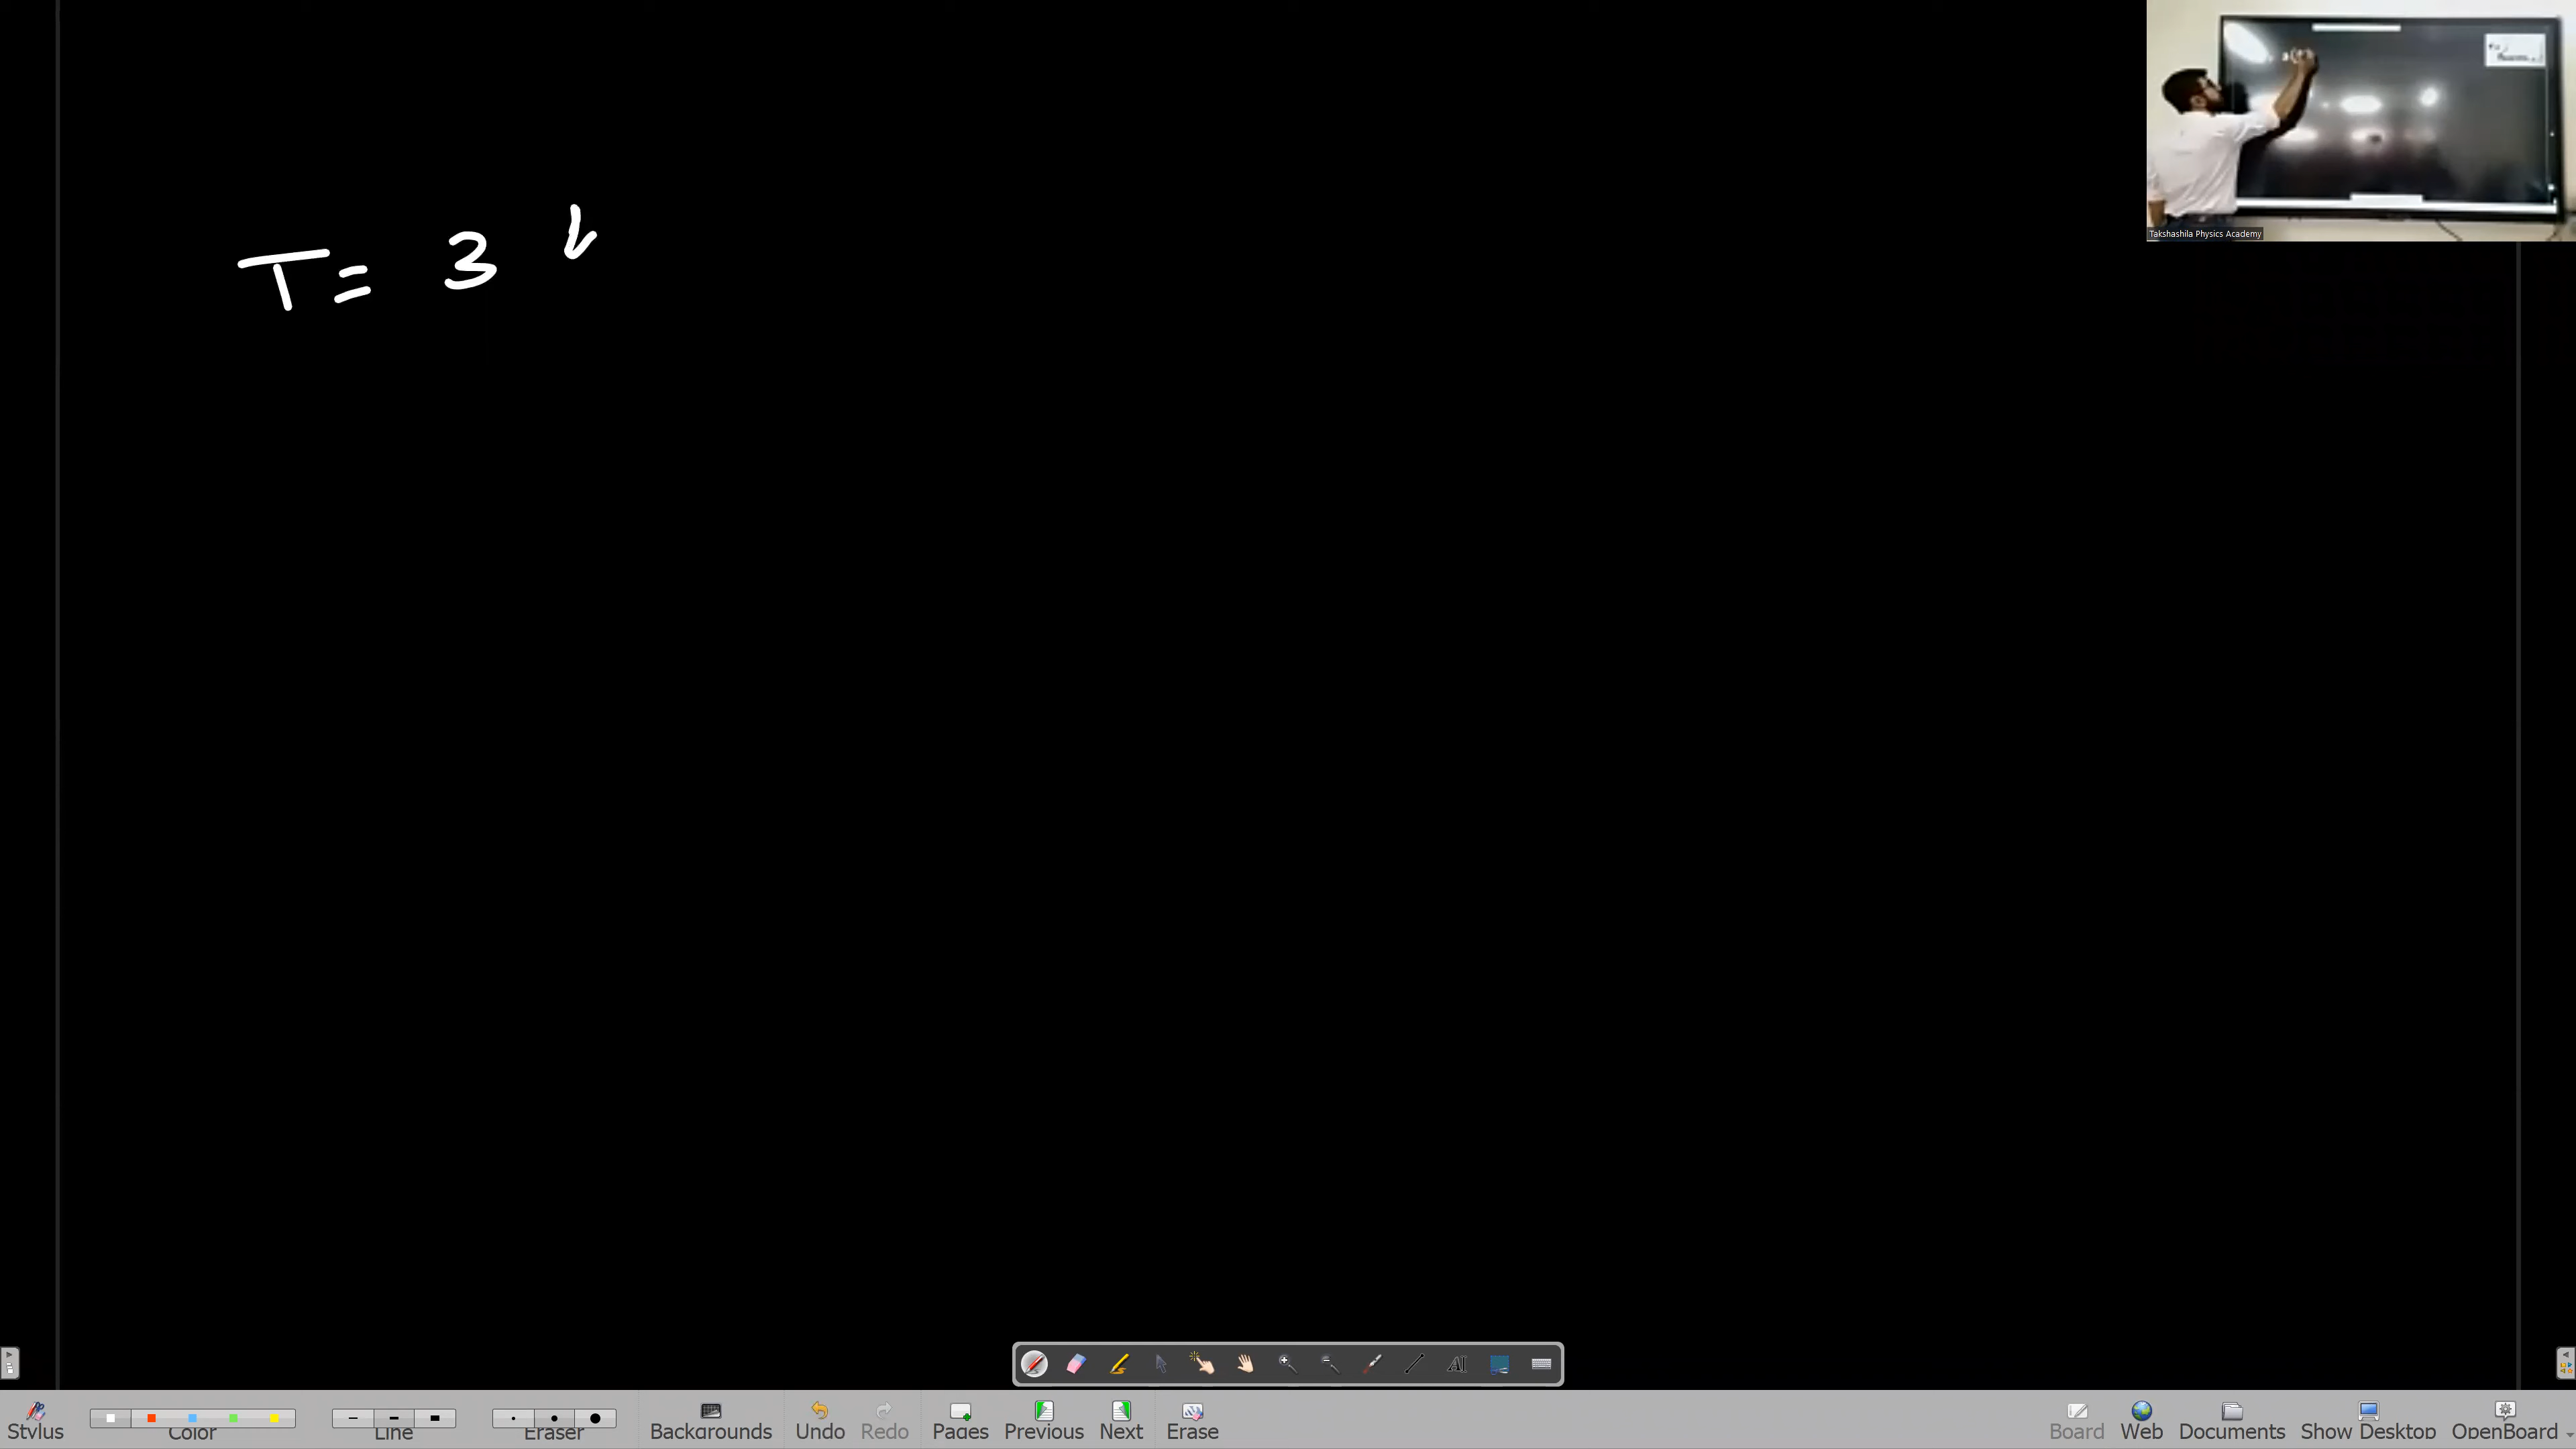 Takshashila Physics Academy
T = 3
Stylus Color Line Eraser Backgrounds Undo Redo Pages Previous Next Erase Board Web Documents Show Desktop OpenBoard